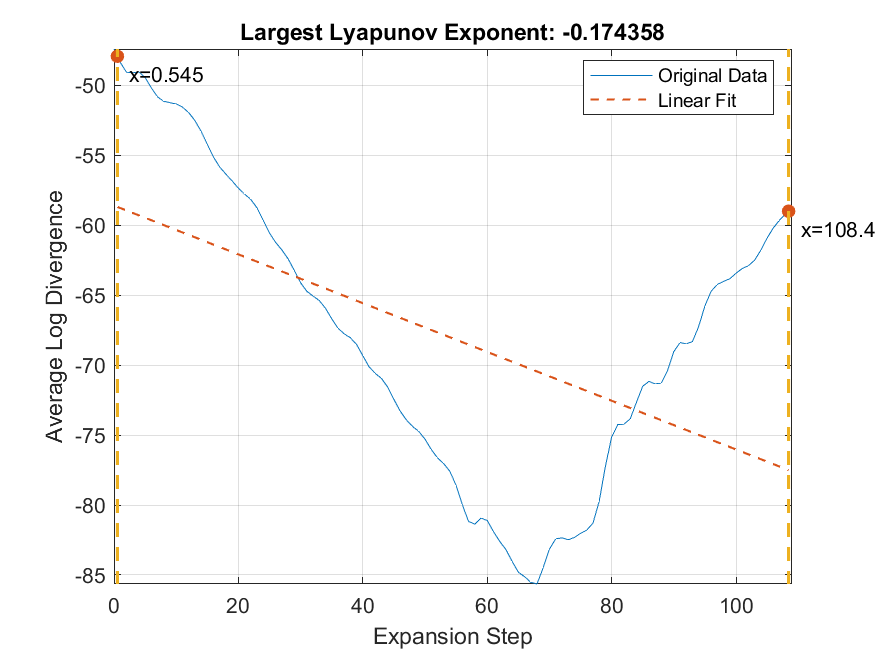 Largest Lyapunov Exponent: -0.174358
x=0.545
Original Data
Linear Fit
x=108.4
Average Log Divergence
-50
-55
-60
-65
-70
-75
-80
-85
0 20 40 60 80 100
Expansion Step